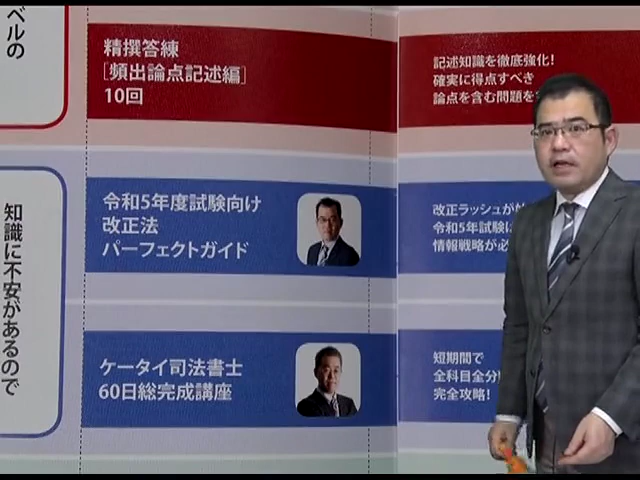 ベルの
精撰答練
[頻出論点記述編]
10回
記述知識を徹底強化!
確実に得点すべき
論点を含む問題を
知識に不安があるので
令和5年度試験向け
改正法
パーフェクトガイド
改正ラッシュが
令和5年試験
情報戦略が必
ケータイ司法書士
60日総完成講座
短期間で
全科目全分
完全攻略!